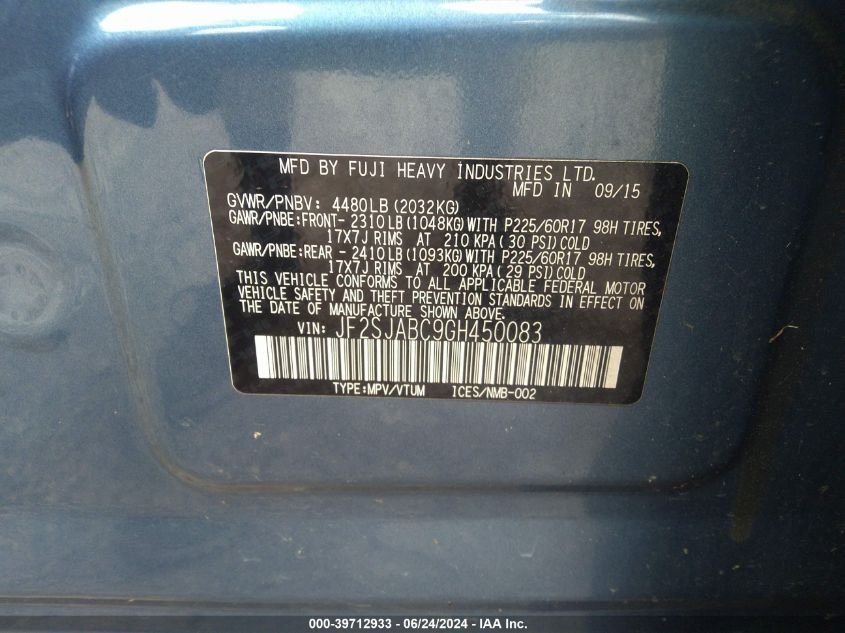 MFD BY FUJI HEAVY INDUSTRIES LTD.
MFD IN 09/15
GVWR/PNBV: 4480LB (2032KG)
GAWR/PNBE:FRONT- 2310LB (1048KG)WITH P225/60R17 98H TIRES,
17X7J RIMS AT 210 KPA ( 30 PSI)COLD
GAWR/PNBE:REAR - 2410LB (1093KG)WITH P225/60R17 98H TIRES,
17X7J RIMS AT 200 KPA ( 29 PSI)COLD
THIS VEHICLE CONFORMS TO ALL APPLICABLE FEDERAL MOTOR
VEHICLE SAFETY AND THEFT PREVENTION STANDARDS IN EFFECT ON
THE DATE OF MANUFACTURE SHOWN ABOVE.
VIN: JF2SJABC9GH450083
TYPE:MPV/VTUM ICES/NMB-002
000-39712933 - 06/24/2024 - IAA Inc.